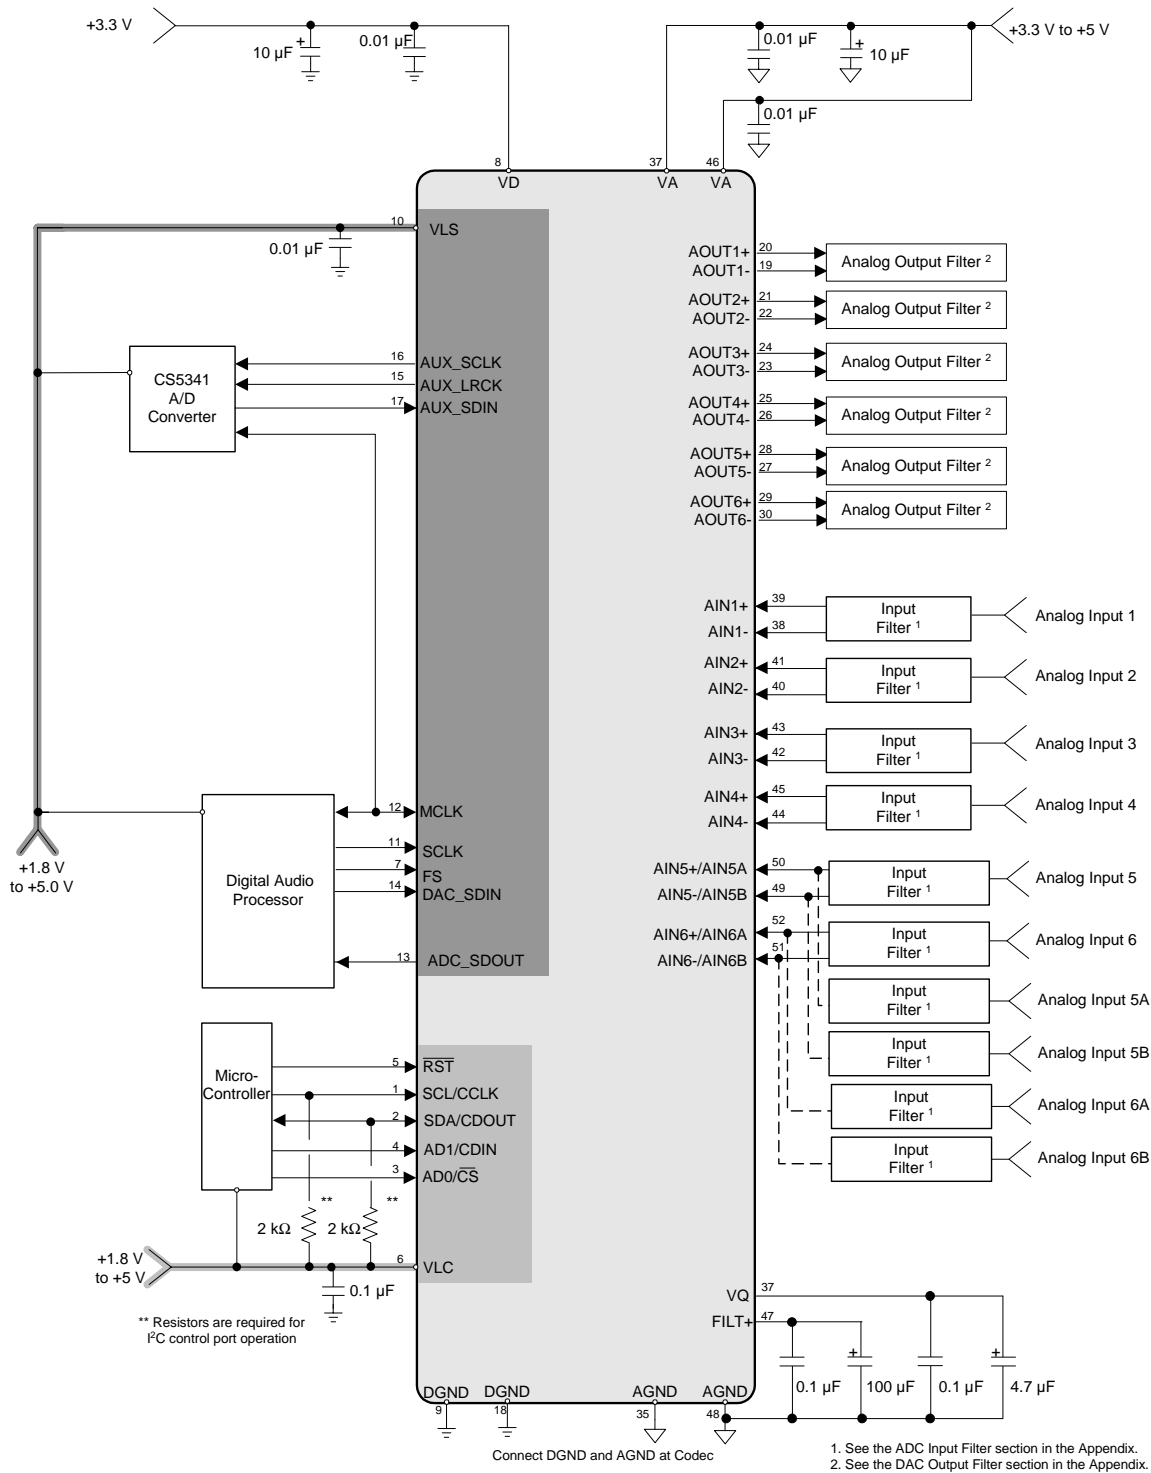 +3.3 V
10 µF
+
0.01 µF
0.01 µF
+
10 µF
+3.3 V to +5 V
0.01 µF
8
VD
37
VA
46
VA
10
VLS
0.01 µF
AOUT1+ 20
AOUT1- 19
Analog Output Filter 2
AOUT2+ 21
AOUT2- 22
Analog Output Filter 2
AOUT3+ 24
AOUT3- 23
Analog Output Filter 2
AOUT4+ 25
AOUT4- 26
Analog Output Filter 2
AOUT5+ 28
AOUT5- 27
Analog Output Filter 2
AOUT6+ 29
AOUT6- 30
Analog Output Filter 2
CS5341
A/D
Converter
16 AUX_SCLK
15 AUX_LRCK
17 AUX_SDIN
AIN1+ 39
AIN1- 38
Input
Filter 1
Analog Input 1
AIN2+ 41
AIN2- 40
Input
Filter 1
Analog Input 2
AIN3+ 43
AIN3- 42
Input
Filter 1
Analog Input 3
AIN4+ 45
AIN4- 44
Input
Filter 1
Analog Input 4
AIN5+/AIN5A 50
AIN5-/AIN5B 49
Input
Filter 1
Analog Input 5
AIN6+/AIN6A 52
AIN6-/AIN6B 51
Input
Filter 1
Analog Input 6
Input
Filter 1
Analog Input 5A
Input
Filter 1
Analog Input 5B
Input
Filter 1
Analog Input 6A
Input
Filter 1
Analog Input 6B
+1.8 V
to +5.0 V
Digital Audio
Processor
12 MCLK
11 SCLK
7 FS
14 DAC_SDIN
13 ADC_SDOUT
Micro-
Controller
5 RST
1 SCL/CCLK
2 SDA/CDOUT
4 AD1/CDIN
3 AD0/CS
**
**
2 kΩ
2 kΩ
+1.8 V
to +5 V
6 VLC
0.1 µF
** Resistors are required for
I2C control port operation
VQ 37
FILT+ 47
+
+
0.1 µF
100 µF
0.1 µF
4.7 µF
DGND
9
DGND
18
AGND
35
AGND
48
Connect DGND and AGND at Codec
1. See the ADC Input Filter section in the Appendix.
2. See the DAC Output Filter section in the Appendix.